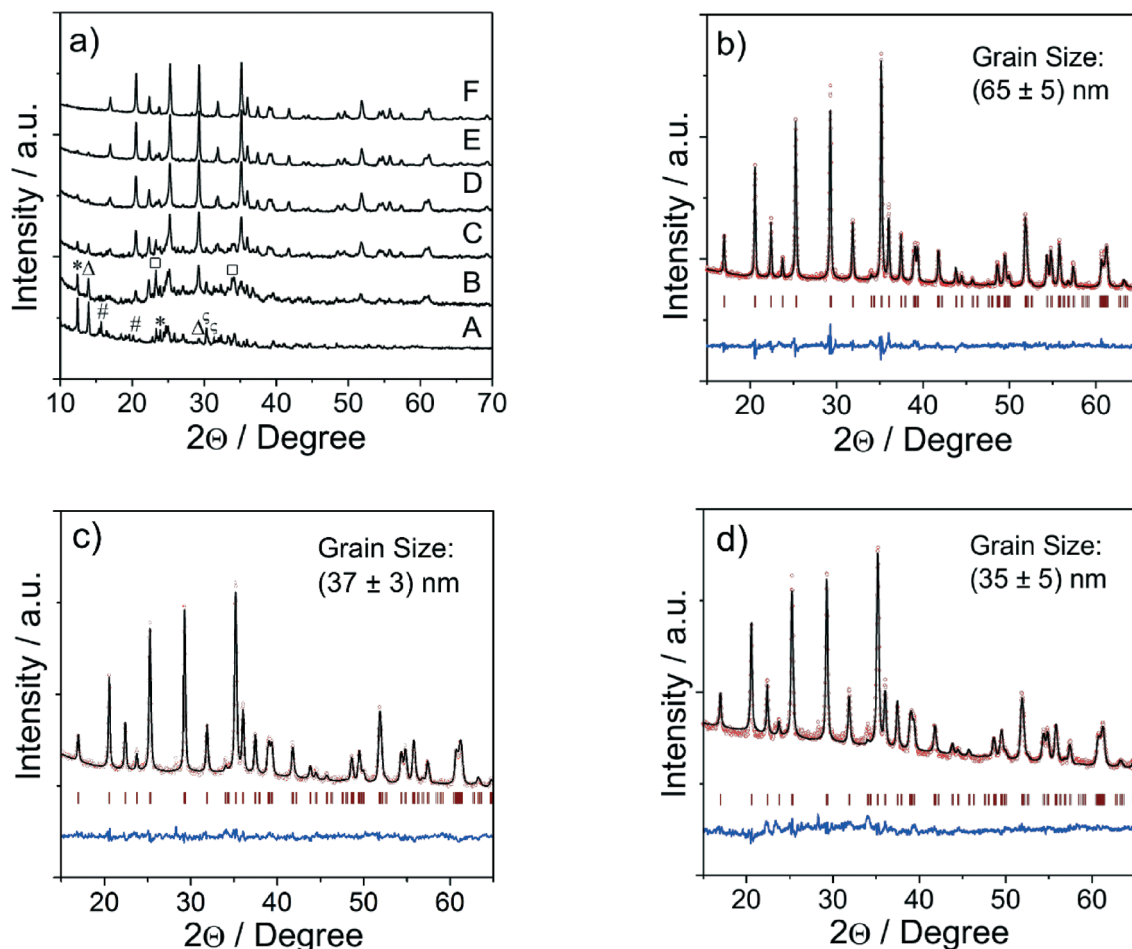 a)
F
E
D
C
* Δ □ □
B
# # * Δ ς ς
A
Intensity / a.u.
10 20 30 40 50 60 70
2Θ / Degree
b)
Grain Size:
(65 ± 5) nm
Intensity / a.u.
20 30 40 50 60
2Θ / Degree
c)
Grain Size:
(37 ± 3) nm
Intensity / a.u.
20 30 40 50 60
2Θ / Degree
d)
Grain Size:
(35 ± 5) nm
Intensity / a.u.
20 30 40 50 60
2Θ / Degree